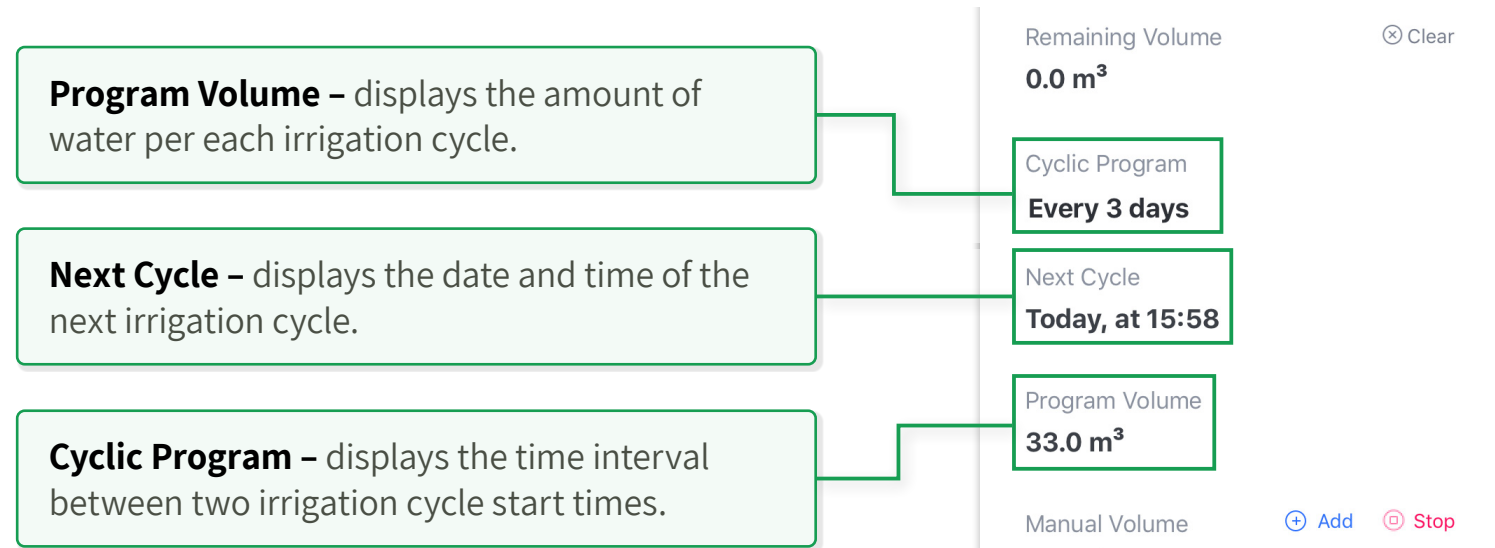 Program Volume – displays the amount of
water per each irrigation cycle.
Next Cycle – displays the date and time of the
next irrigation cycle.
Cyclic Program – displays the time interval
between two irrigation cycle start times.
Remaining Volume
Clear
0.0 m³
Cyclic Program
Every 3 days
Next Cycle
Today, at 15:58
Program Volume
33.0 m³
Manual Volume
Add
Stop